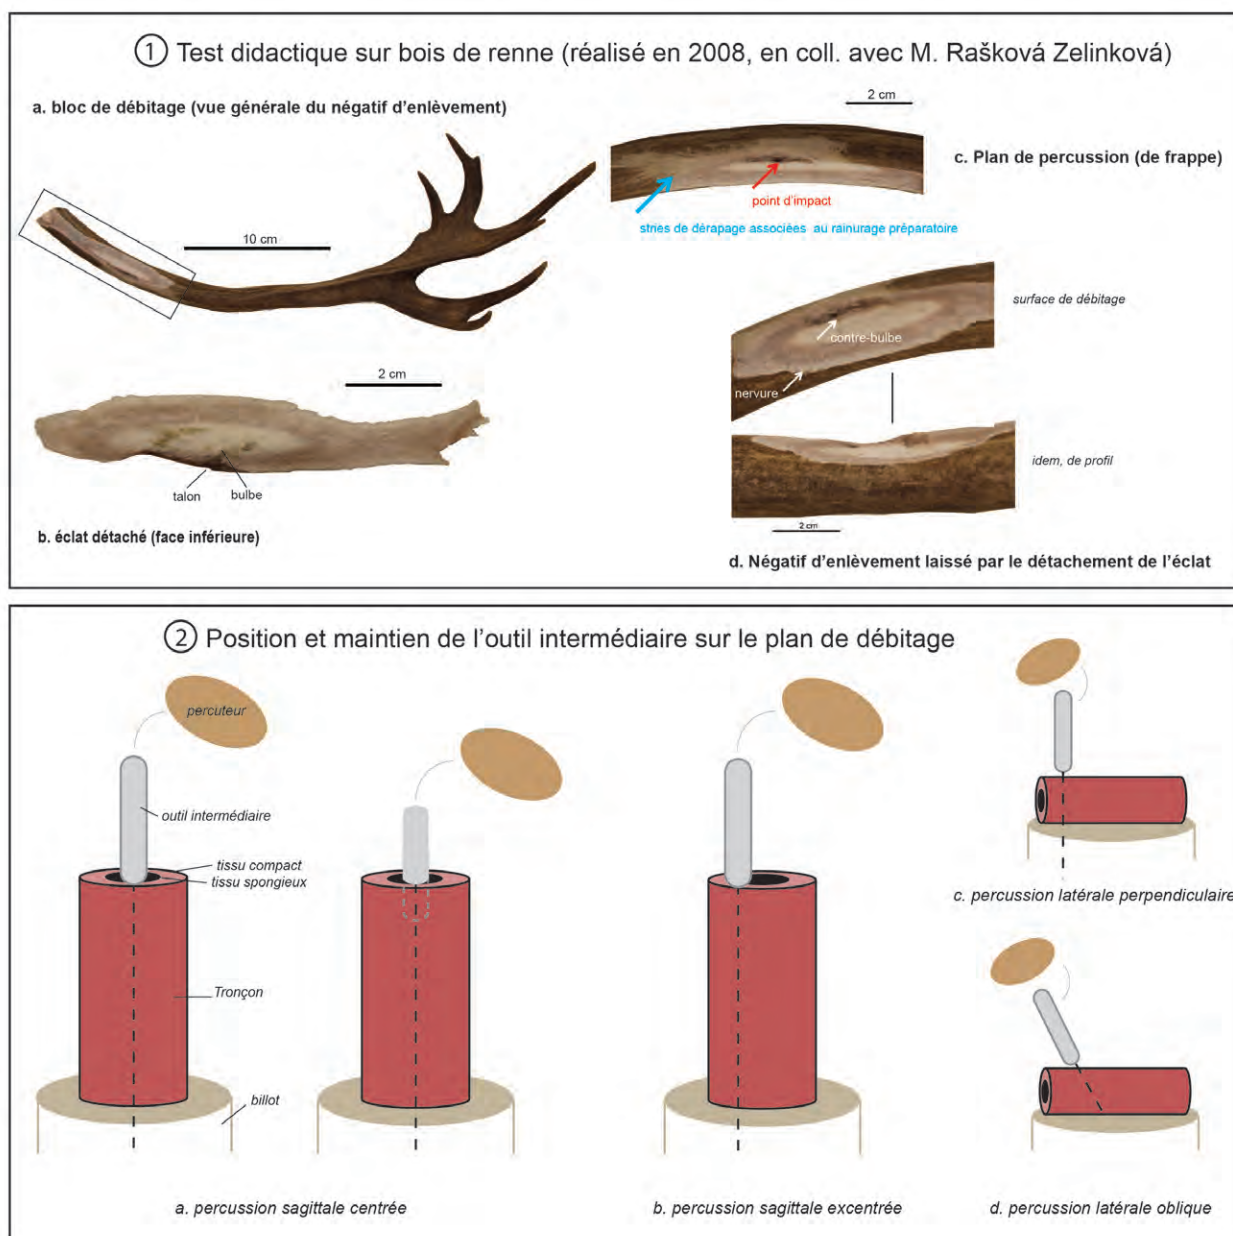 ① Test didactique sur bois de renne (réalisé en 2008, en coll. avec M. Rašková Zelinková)
a. bloc de débitage (vue générale du négatif d'enlèvement)
10 cm
2 cm
talon
bulbe
b. éclat détaché (face inférieure)
2 cm
c. Plan de percussion (de frappe)
point d'impact
stries de dérapage associées au rainurage préparatoire
surface de débitage
contre-bulbe
nervure
idem, de profil
2 cm
d. Négatif d'enlèvement laissé par le détachement de l'éclat
② Position et maintien de l'outil intermédiaire sur le plan de débitage
percuteur
outil intermédiaire
tissu compact
tissu spongieux
Tronçon
billot
a. percussion sagittale centrée
b. percussion sagittale excentrée
c. percussion latérale perpendiculaire
d. percussion latérale oblique